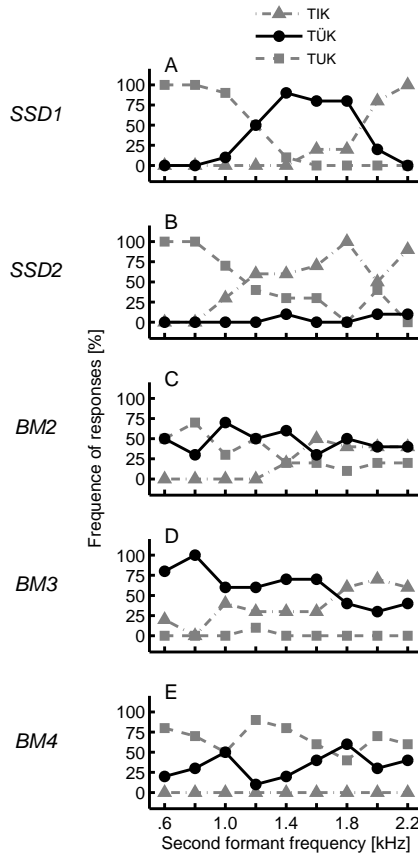 TIK
TÜK
TUK
A
SSD1
100
75
50
25
0
B
SSD2
100
75
50
25
0
Frequence of responses [%]
C
BM2
100
75
50
25
0
D
BM3
100
75
50
25
0
E
BM4
100
75
50
25
0
.6 1.0 1.4 1.8 2.2
Second formant frequency [kHz]